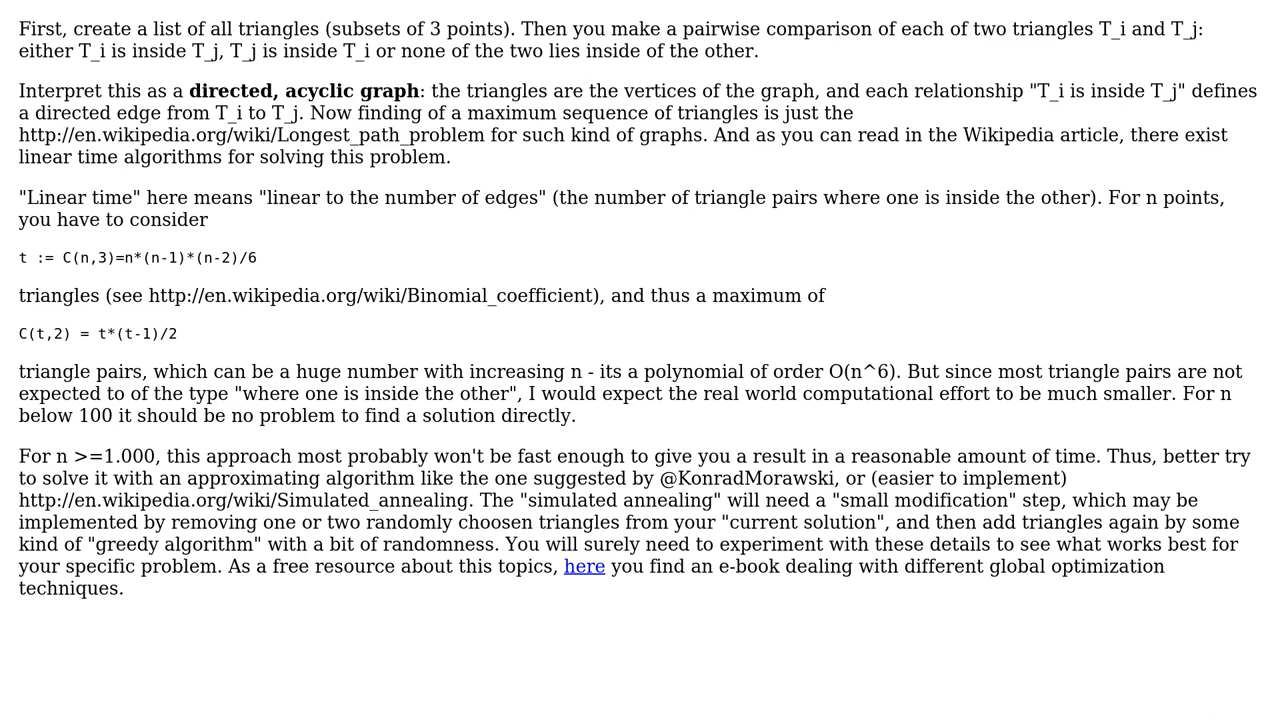 First, create a list of all triangles (subsets of 3 points). Then you make a pairwise comparison of each of two triangles T_i and T_j:
either T_i is inside T_j, T_j is inside T_i or none of the two lies inside of the other.
Interpret this as a directed, acyclic graph: the triangles are the vertices of the graph, and each relationship "T_i is inside T_j" defines
a directed edge from T_i to T_j. Now finding of a maximum sequence of triangles is just the
http://en.wikipedia.org/wiki/Longest_path_problem for such kind of graphs. And as you can read in the Wikipedia article, there exist
linear time algorithms for solving this problem.
"Linear time" here means "linear to the number of edges" (the number of triangle pairs where one is inside the other). For n points,
you have to consider
t := C(n,3)=n*(n-1)*(n-2)/6
triangles (see http://en.wikipedia.org/wiki/Binomial_coefficient), and thus a maximum of
C(t,2) = t*(t-1)/2
triangle pairs, which can be a huge number with increasing n - its a polynomial of order O(n^6). But since most triangle pairs are not
expected to of the type "where one is inside the other", I would expect the real world computational effort to be much smaller. For n
below 100 it should be no problem to find a solution directly.
For n >=1.000, this approach most probably won't be fast enough to give you a result in a reasonable amount of time. Thus, better try
to solve it with an approximating algorithm like the one suggested by @KonradMorawski, or (easier to implement)
http://en.wikipedia.org/wiki/Simulated_annealing. The "simulated annealing" will need a "small modification" step, which may be
implemented by removing one or two randomly choosen triangles from your "current solution", and then add triangles again by some
kind of "greedy algorithm" with a bit of randomness. You will surely need to experiment with these details to see what works best for
your specific problem. As a free resource about this topics, here you find an e-book dealing with different global optimization
techniques.